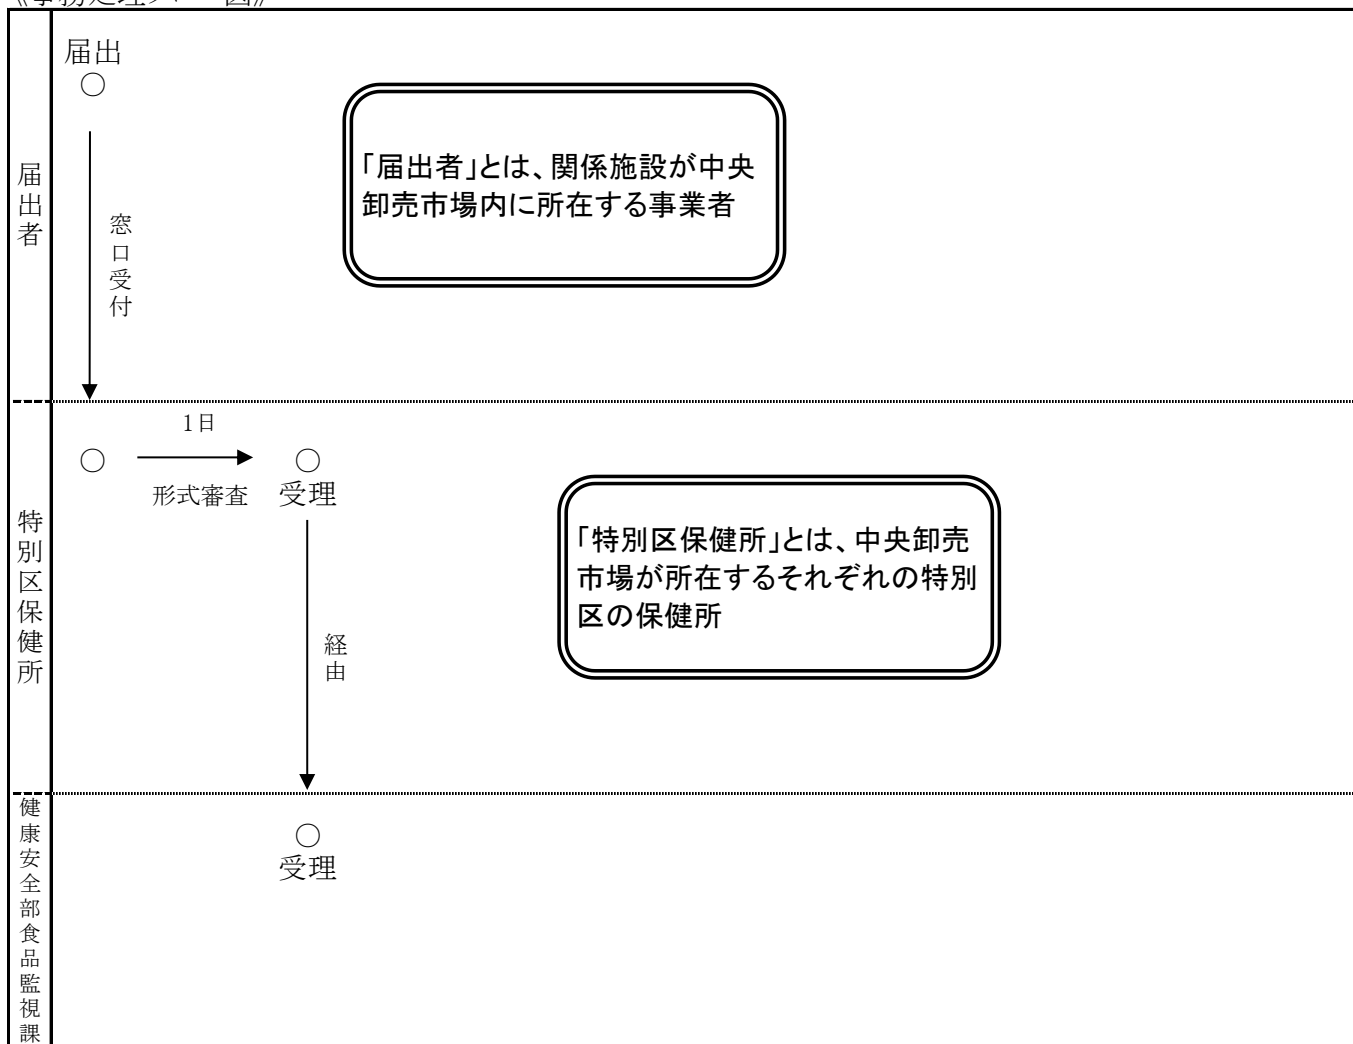 届出
届出者
窓口受付
「届出者」とは、関係施設が中央
卸売市場内に所在する事業者
特別区保健所
1日
形式審査
受理
経由
「特別区保健所」とは、中央卸売
市場が所在するそれぞれの特別
区の保健所
健康安全部食品監視課
受理